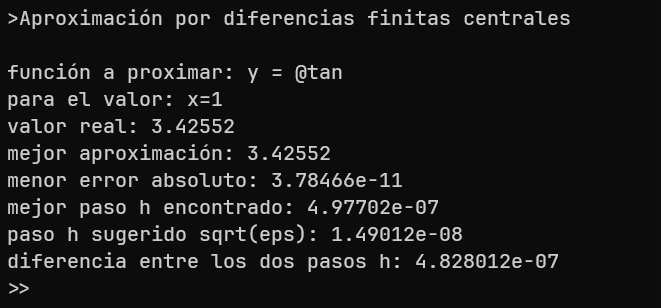 >Aproximación por diferencias finitas centrales
función a proximar: y = @tan
para el valor: x=1
valor real: 3.42552
mejor aproximación: 3.42552
menor error absoluto: 3.78466e-11
mejor paso h encontrado: 4.97702e-07
paso h sugerido sqrt(eps): 1.49012e-08
diferencia entre los dos pasos h: 4.828012e-07
>>